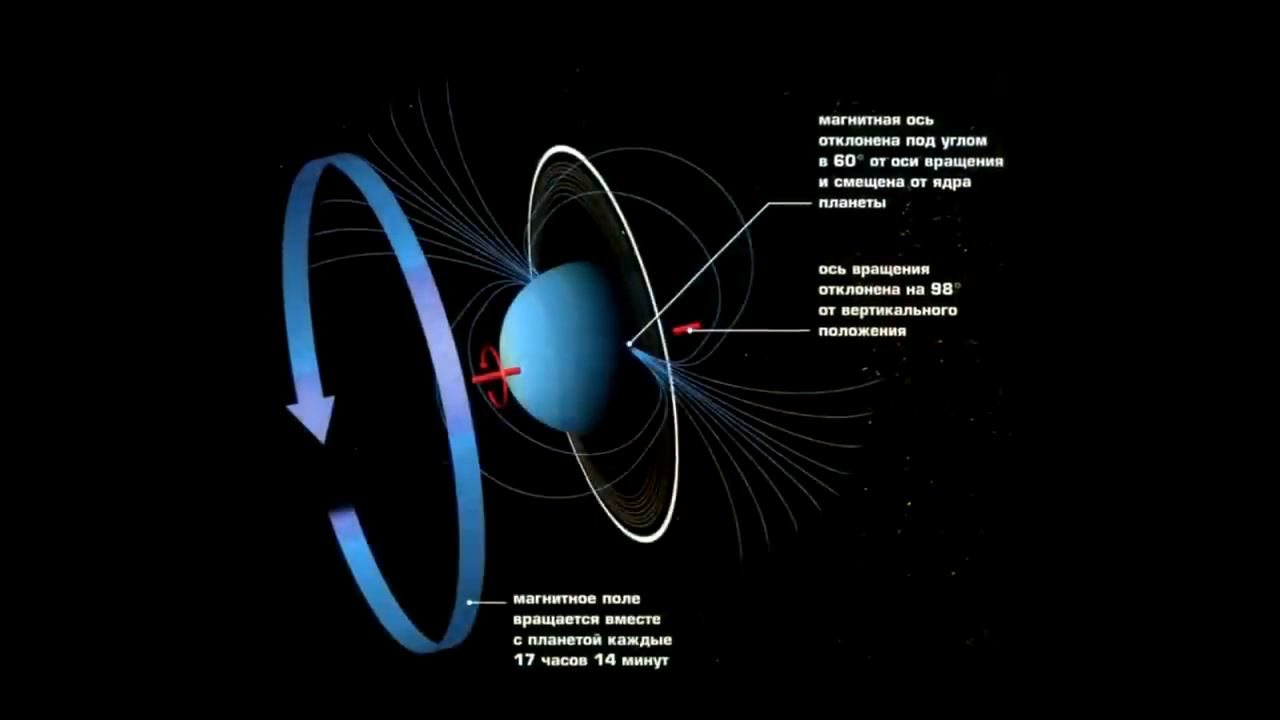 магнитная ось
отклонена под углом
в 60° от оси вращения
и смещена от ядра
планеты
ось вращения
отклонена на 98°
от вертикального
положения
магнитное поле
вращается вместе
с планетой каждые
17 часов 14 минут